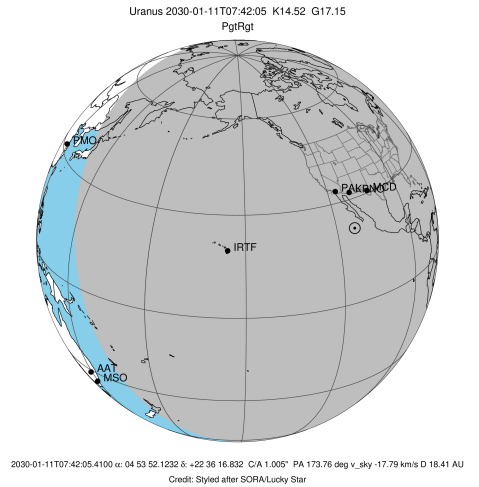 Uranus 2030-01-11T07:42:05 K14.52 G17.15
PgtRgt
PMO
MCD
IRTF
AAT
MSO
2030-01-11T07:42:05.4100 α: 04 53 52.1232 δ: +22 36 16.832 C/A 1.005" PA 173.76 deg v_sky -17.79 km/s D 18.41 AU
Credit: Styled after SORA/Lucky Star